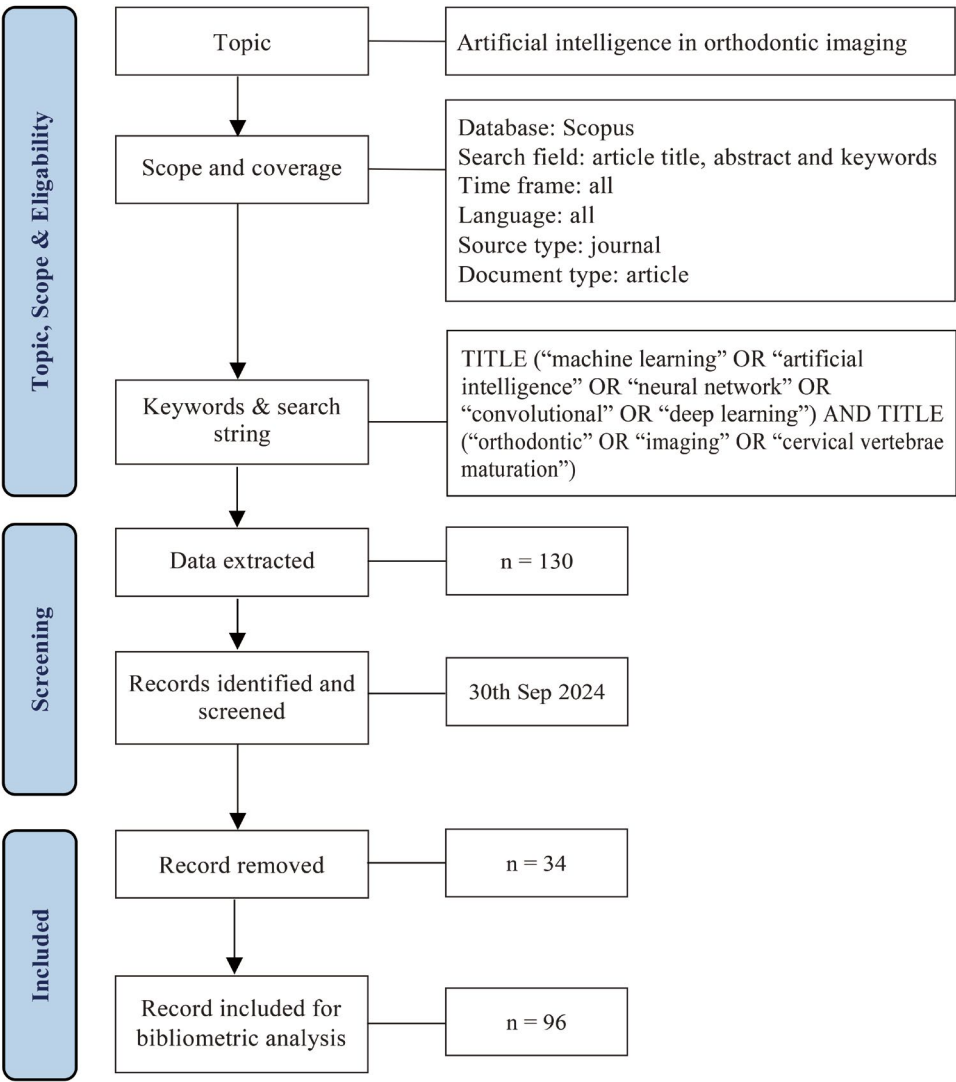 Topic, Scope & Eligability
Topic
Artificial intelligence in orthodontic imaging
Scope and coverage
Database: Scopus
Search field: article title, abstract and keywords
Time frame: all
Language: all
Source type: journal
Document type: article
Keywords & search
string
TITLE (“machine learning” OR “artificial
intelligence” OR “neural network” OR
“convolutional” OR “deep learning”) AND TITLE
(“orthodontic” OR “imaging” OR “cervical vertebrae
maturation”)
Screening
Data extracted
n = 130
Records identified and
screened
30th Sep 2024
Included
Record removed
n = 34
Record included for
bibliometric analysis
n = 96